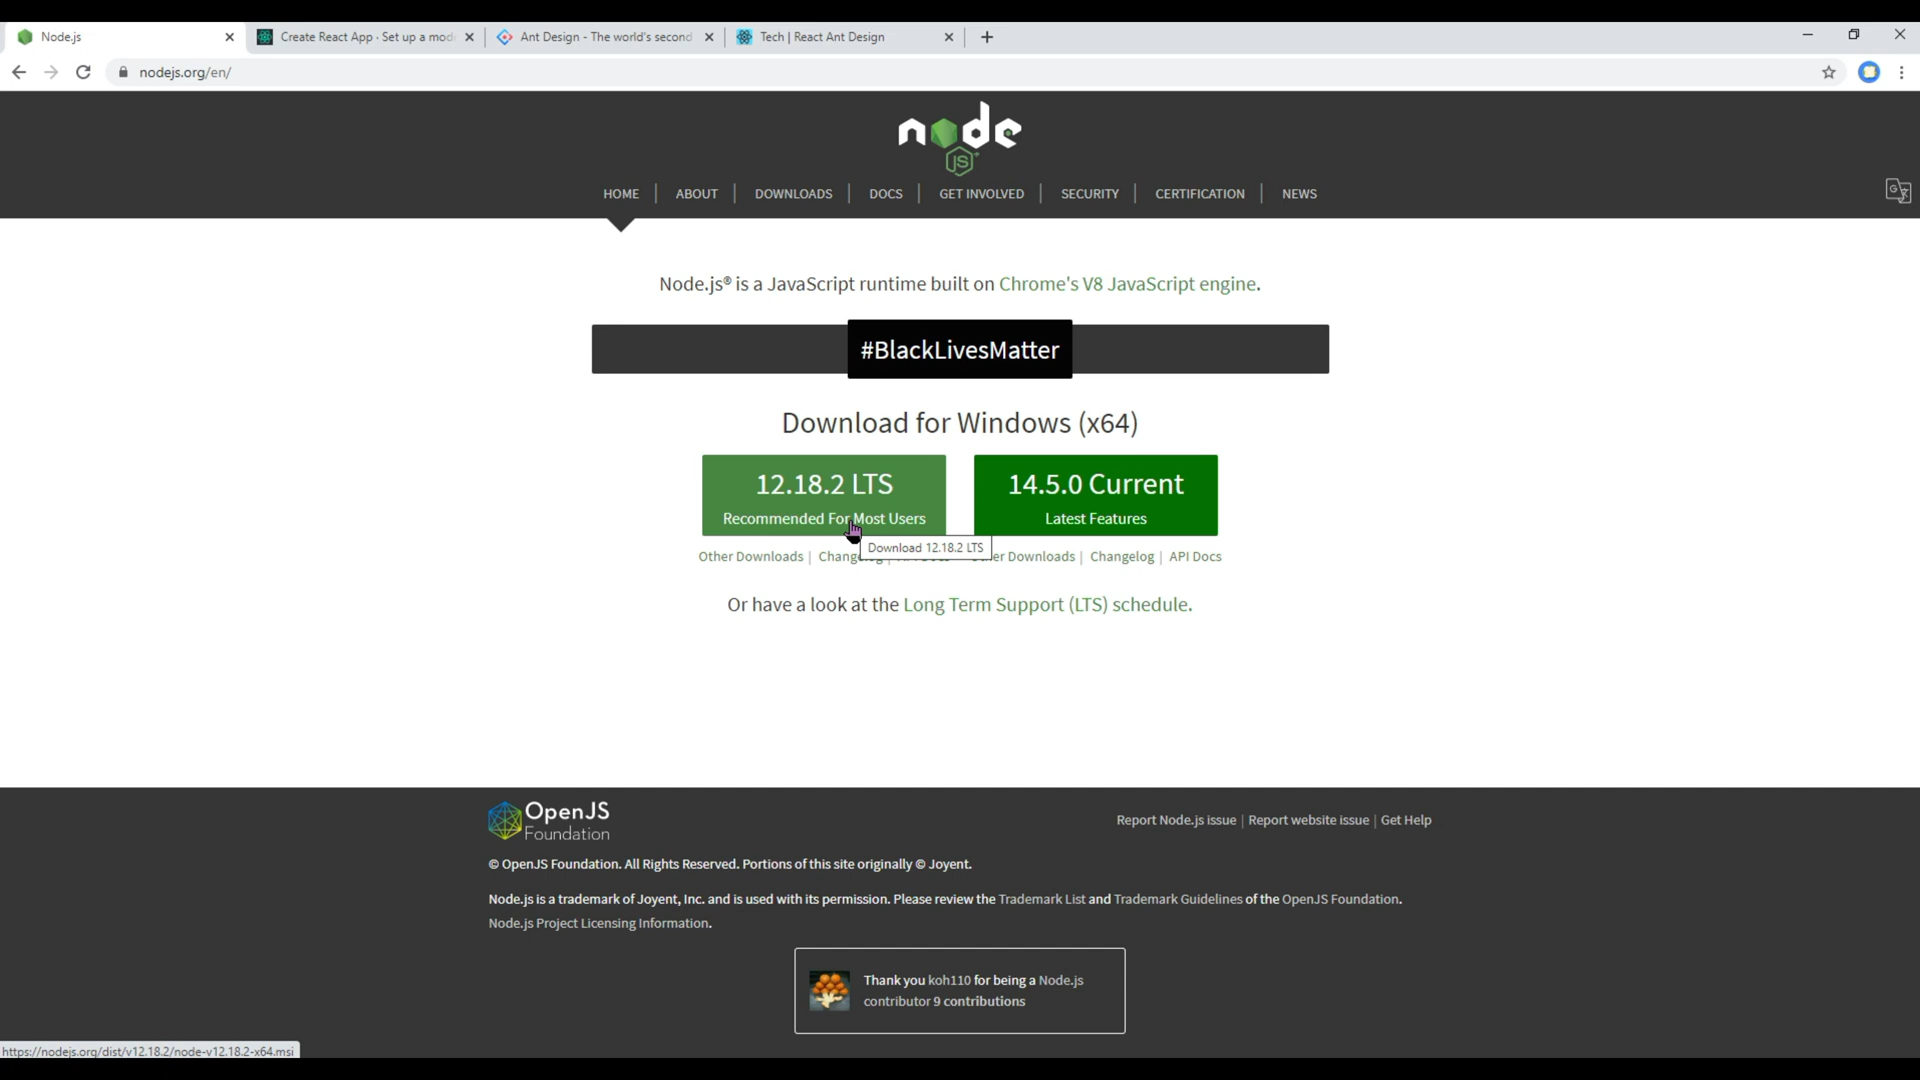 Node.js
Create React App · Set up a mod
Ant Design - The world's second
Tech | React Ant Design
nodejs.org/en/
node
JS
HOME
ABOUT
DOWNLOADS
DOCS
GET INVOLVED
SECURITY
CERTIFICATION
NEWS
Node.js® is a JavaScript runtime built on Chrome's V8 JavaScript engine.
#BlackLivesMatter
Download for Windows (x64)
12.18.2 LTS
Recommended For Most Users
14.5.0 Current
Latest Features
Download 12.18.2 LTS
Other Downloads | Chang
er Downloads | Changelog | API Docs
Or have a look at the Long Term Support (LTS) schedule.
OpenJS
Foundation
Report Node.js issue | Report website issue | Get Help
© OpenJS Foundation. All Rights Reserved. Portions of this site originally © Joyent.
Node.js is a trademark of Joyent, Inc. and is used with its permission. Please review the Trademark List and Trademark Guidelines of the OpenJS Foundation.
Node.js Project Licensing Information.
Thank you koh110 for being a Node.js
contributor 9 contributions
https://nodejs.org/dist/v12.18.2/node-v12.18.2-x64.msi